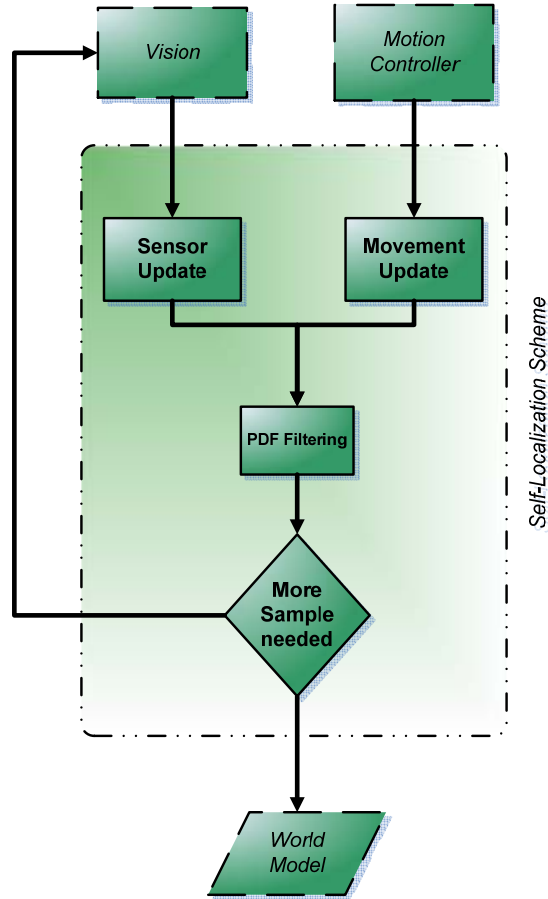 Vision
Motion
Controller
Sensor
Update
Movement
Update
Self-Localization Scheme
PDF Filtering
More
Sample
needed
World
Model